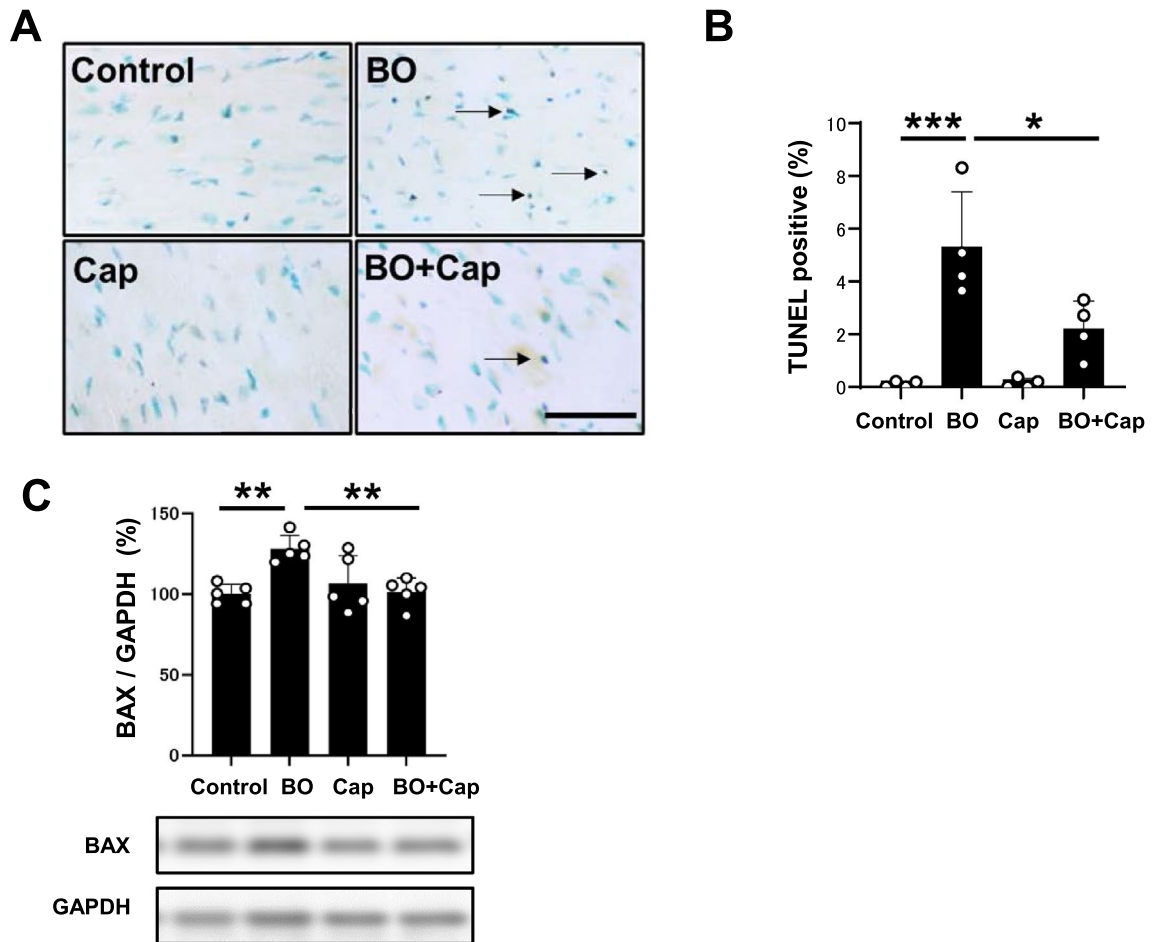 A
Control
BO
Cap
BO+Cap
B
*** *
TUNEL positive (%)
10
8
6
4
2
0
Control BO Cap BO+Cap
C
** **
BAX / GAPDH (%)
150
100
50
0
Control BO Cap BO+Cap
BAX
GAPDH